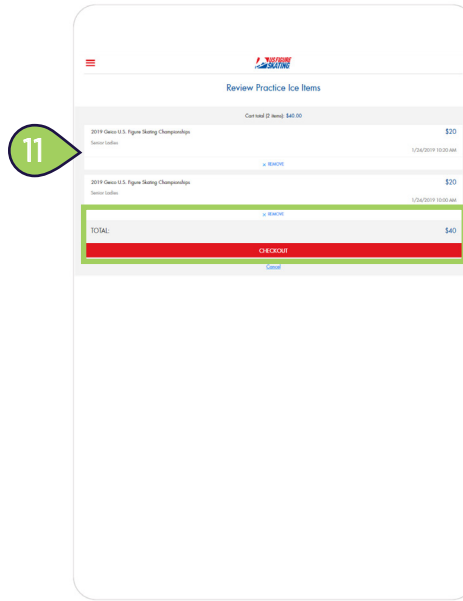 US FIGURE
SKATING
Review Practice Ice Items
Cart total (2 items): $40.00
11
2019 Geico U.S. Figure Skating Championships $20
Senior Ladies
1/26/2019 10:30 AM
REMOVE
2019 Geico U.S. Figure Skating Championships $20
Senior Ladies
1/26/2019 10:00 AM
REMOVE
TOTAL: $40
CHECKOUT
Cancel